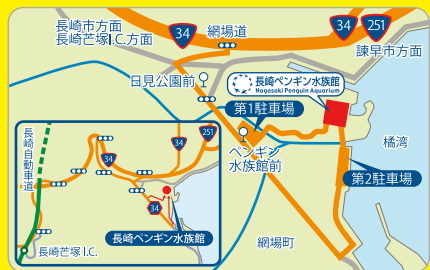 長崎市方面
長崎芒塚I.C.方面
34
網場道
34
251
諫早市方面
日見公園前
長崎ペンギン水族館
Nagasaki Penguin Aquarium
第1駐車場
ペンギン
水族館前
橘湾
第2駐車場
網場町
長崎自動車道
34
34
251
34
長崎ペンギン水族館
長崎芒塚I.C.